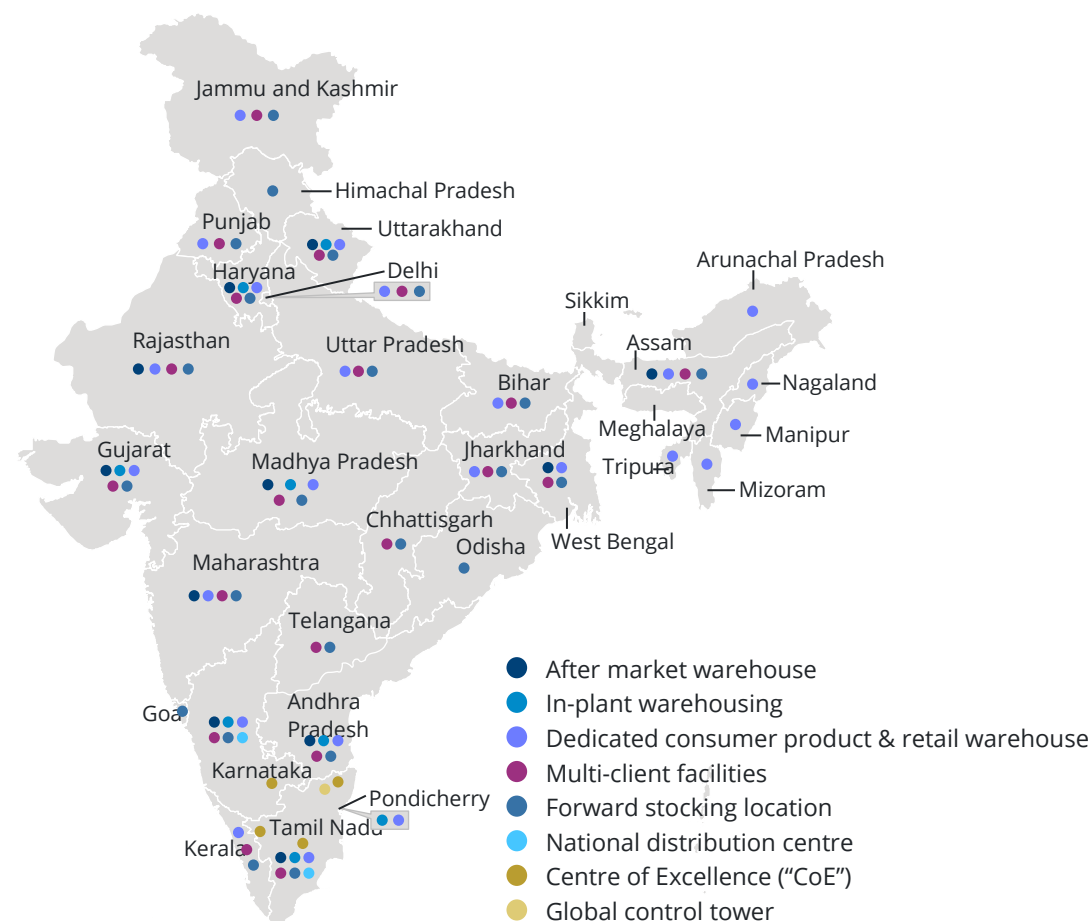 Jammu and Kashmir
Himachal Pradesh
Punjab
Uttarakhand
Haryana
Delhi
Arunachal Pradesh
Sikkim
Rajasthan
Uttar Pradesh
Assam
Bihar
Nagaland
Meghalaya
Manipur
Gujarat
Madhya Pradesh
Jharkhand
Tripura
Mizoram
Chhattisgarh
Odisha
West Bengal
Maharashtra
Telangana
Goa
Andhra
Pradesh
Karnataka
Pondicherry
Tamil Nadu
Kerala
After market warehouse
In-plant warehousing
Dedicated consumer product & retail warehouse
Multi-client facilities
Forward stocking location
National distribution centre
Centre of Excellence (“CoE”)
Global control tower